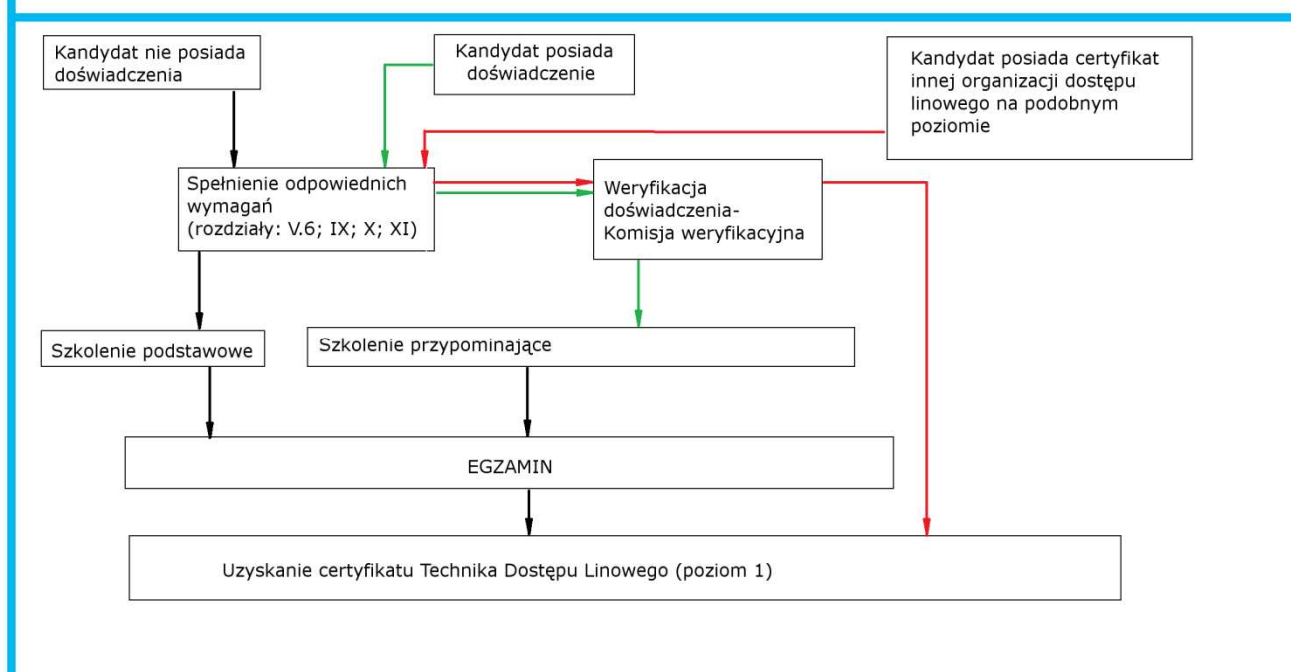 Kandydat nie posiada
doświadczenia
Kandydat posiada
doświadczenie
Kandydat posiada certyfikat
innej organizacji dostępu
linowego na podobnym
poziomie
Spełnienie odpowiednich
wymagań
(rozdziały: V.6; IX; X; XI)
Weryfikacja
doświadczenia-
Komisja weryfikacyjna
Szkolenie podstawowe
Szkolenie przypominające
EGZAMIN
Uzyskanie certyfikatu Technika Dostępu Linowego (poziom 1)